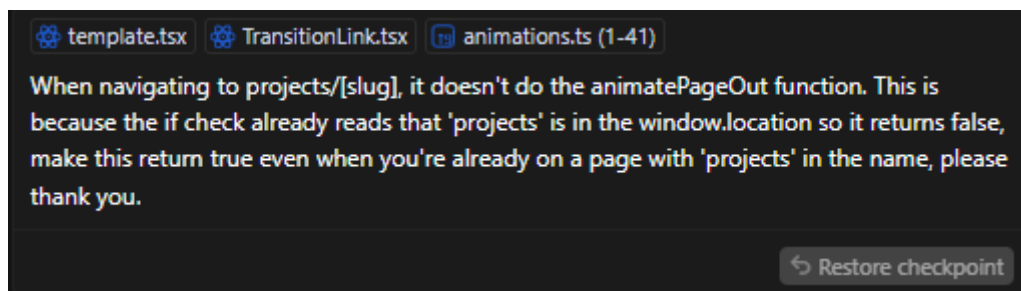 template.tsx TransitionLink.tsx TS animations.ts (1-41)
When navigating to projects/[slug], it doesn't do the animatePageOut function. This is
because the if check already reads that 'projects' is in the window.location so it returns false,
make this return true even when you're already on a page with 'projects' in the name, please
thank you.
Restore checkpoint